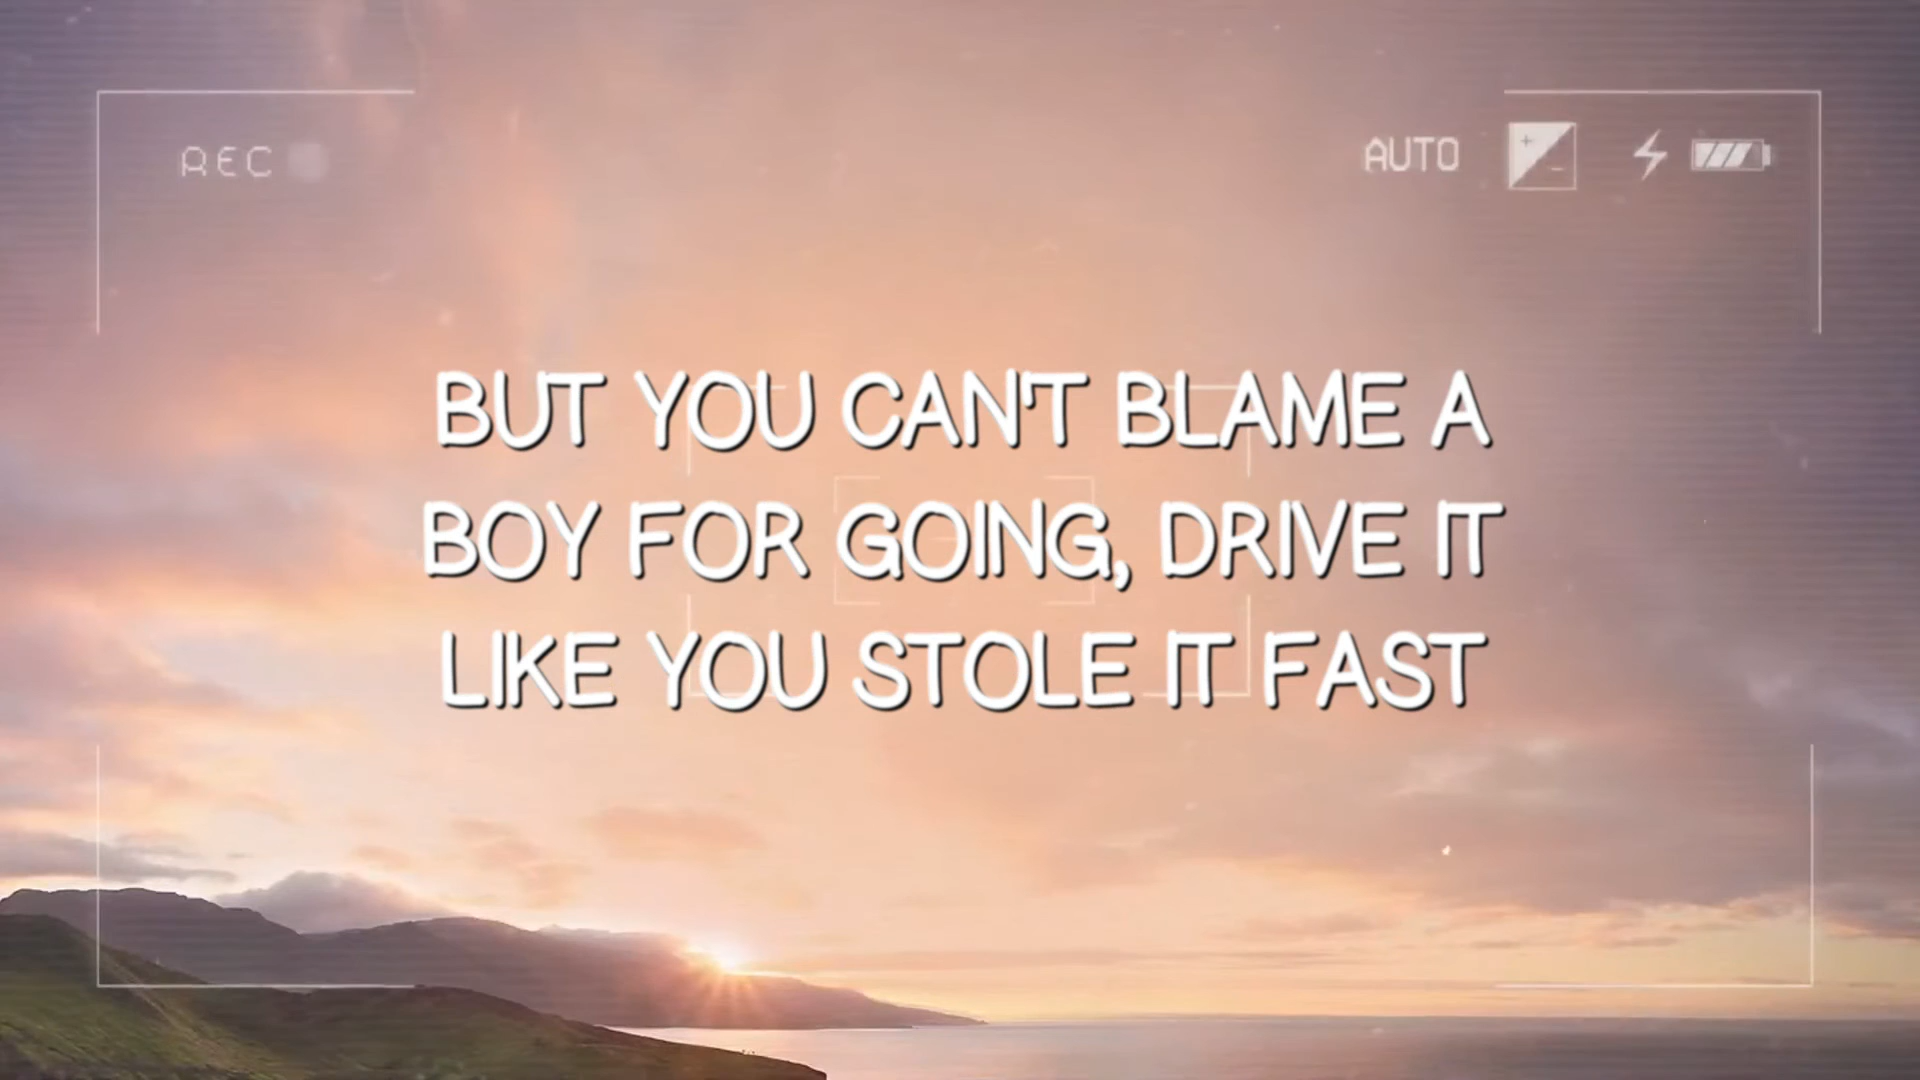 REC
AUTO
BUT YOU CAN'T BLAME A
BOY FOR GOING, DRIVE IT
LIKE YOU STOLE IT FAST